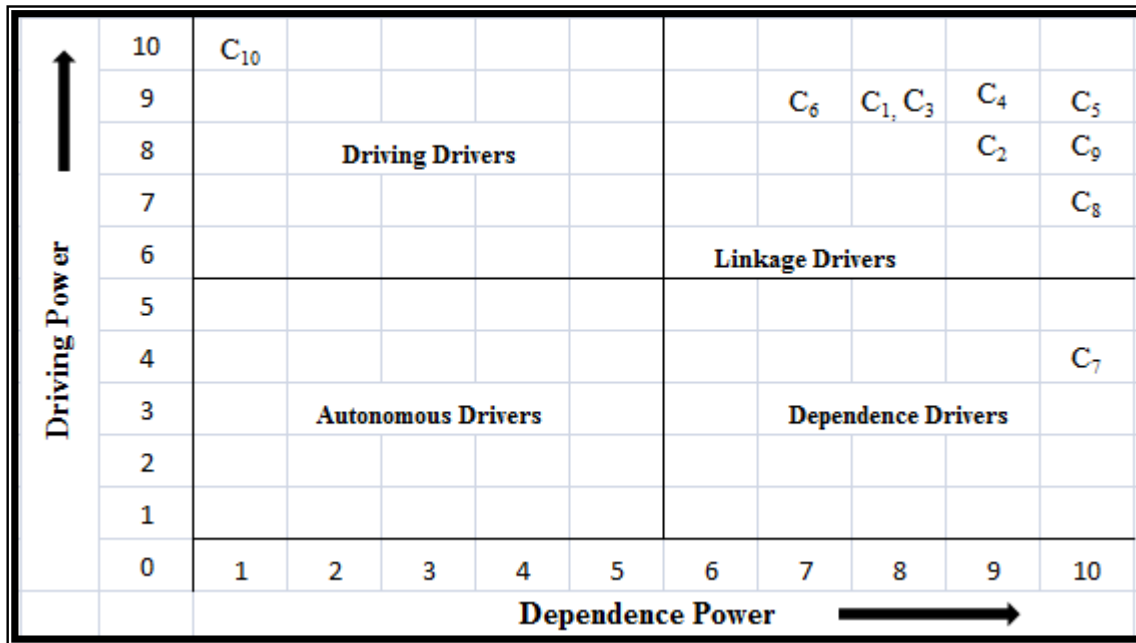 10 C₁₀
9 C₆ C₁, C₃ C₄ C₅
8 Driving Drivers C₂ C₉
7 C₈
Driving Power
6 Linkage Drivers
5
4 C₇
3 Autonomous Drivers Dependence Drivers
2
1
0 1 2 3 4 5 6 7 8 9 10
Dependence Power